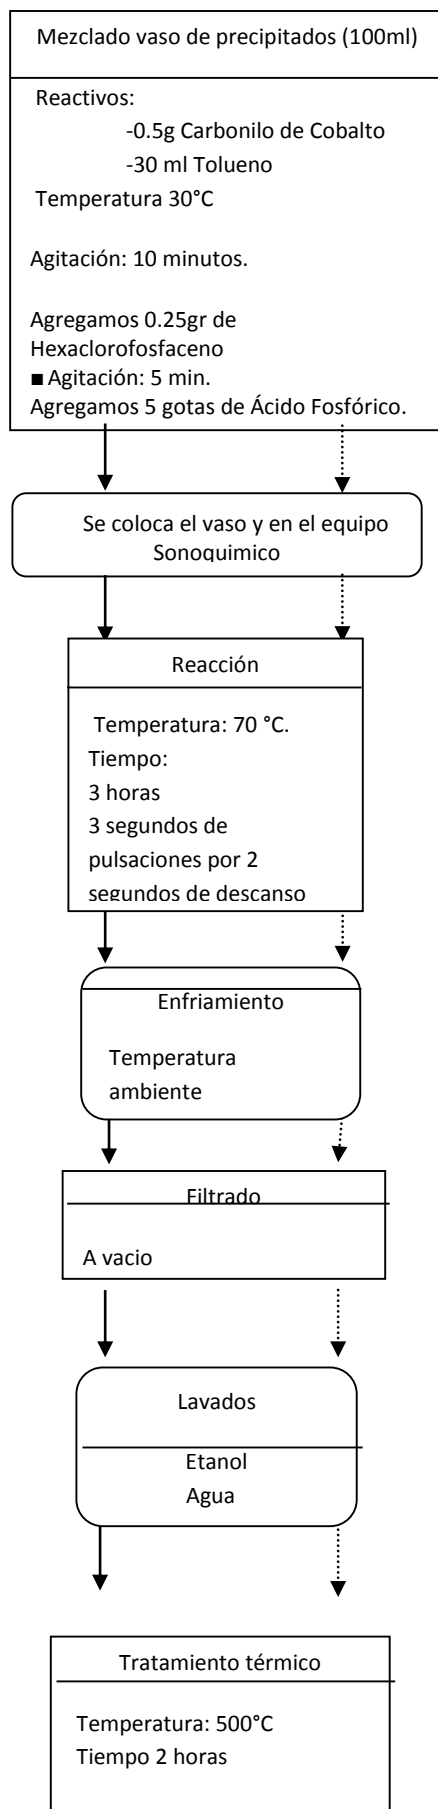 Mezclado vaso de precipitados (100ml)
Reactivos:
-0.5g Carbonilo de Cobalto
-30 ml Tolueno
Temperatura 30°C
Agitación: 10 minutos.
Agregamos 0.25gr de
Hexaclorofosfaceno
■ Agitación: 5 min.
Agregamos 5 gotas de Ácido Fosfórico.
Se coloca el vaso y en el equipo
Sonoquimico
Reacción
Temperatura: 70 °C.
Tiempo:
3 horas
3 segundos de
pulsaciones por 2
segundos de descanso
Enfriamiento
Temperatura
ambiente
Filtrado
A vacio
Lavados
Etanol
Agua
Tratamiento térmico
Temperatura: 500°C
Tiempo 2 horas